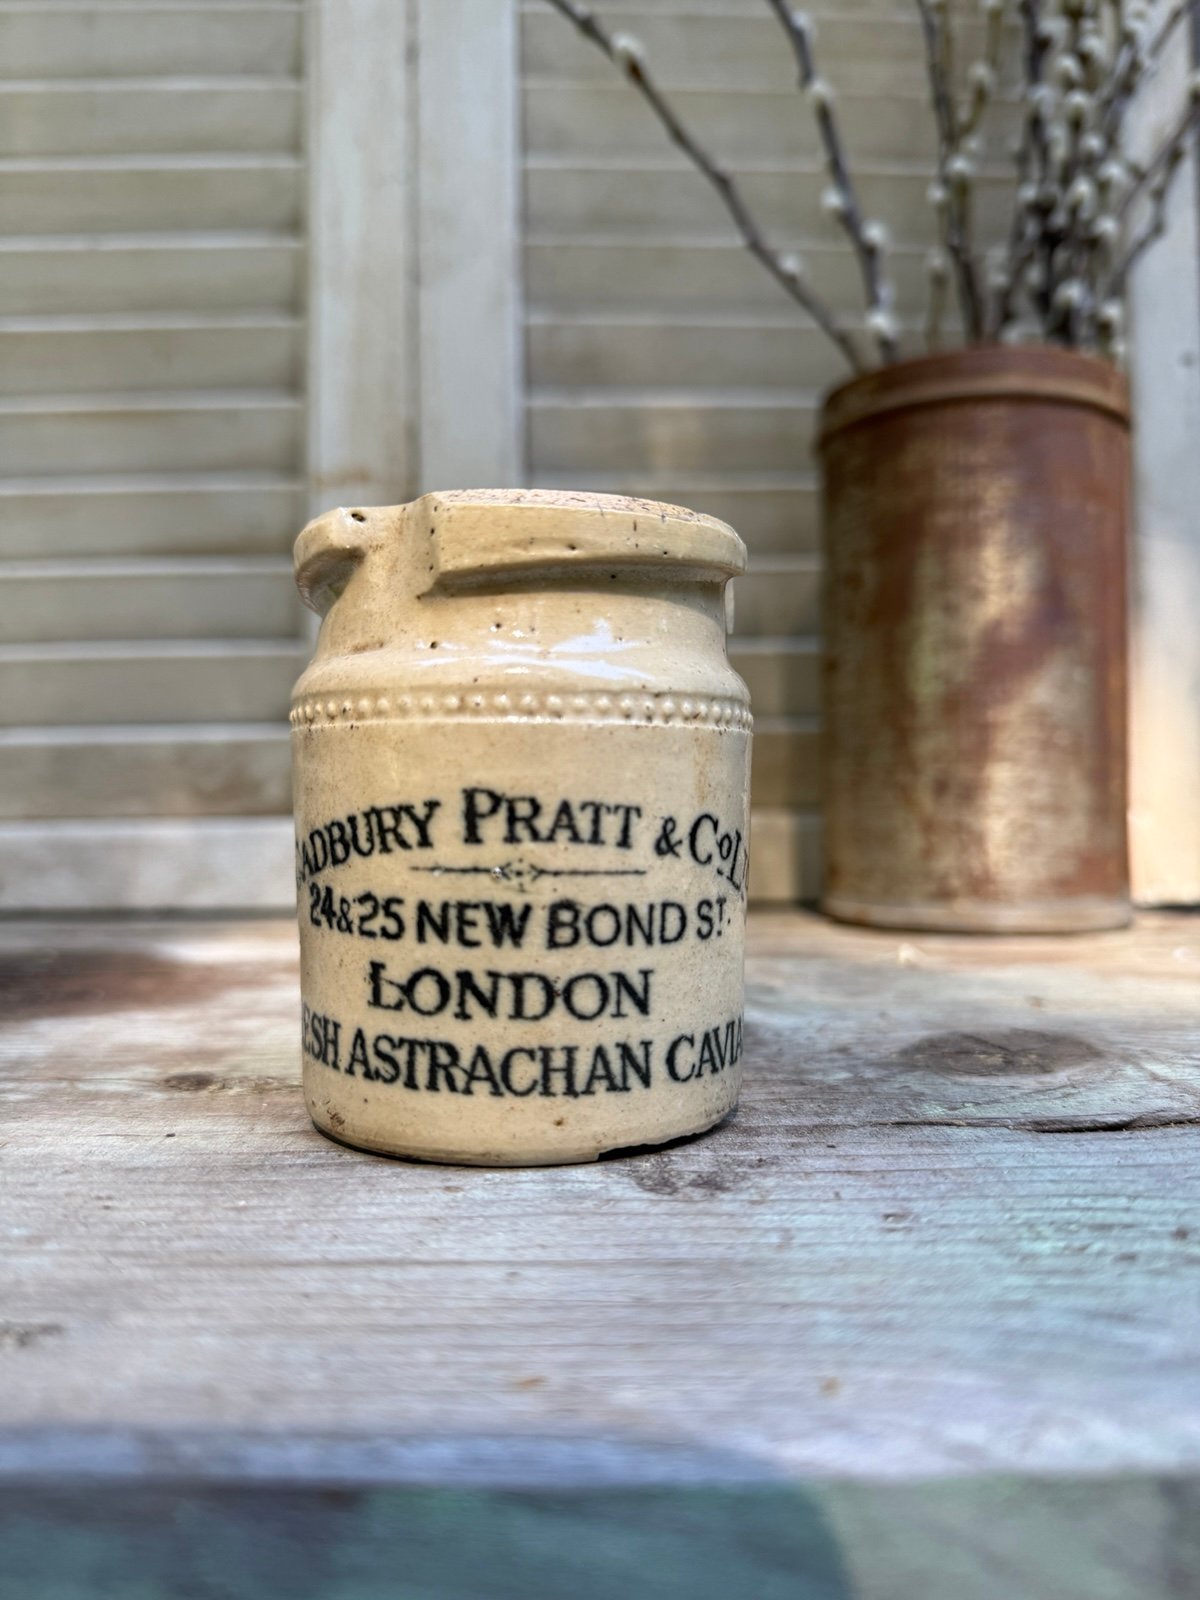 ADBURY PRATT & Co L
24 & 25 NEW BOND ST.
LONDON
ESH ASTRACHAN CAVIA